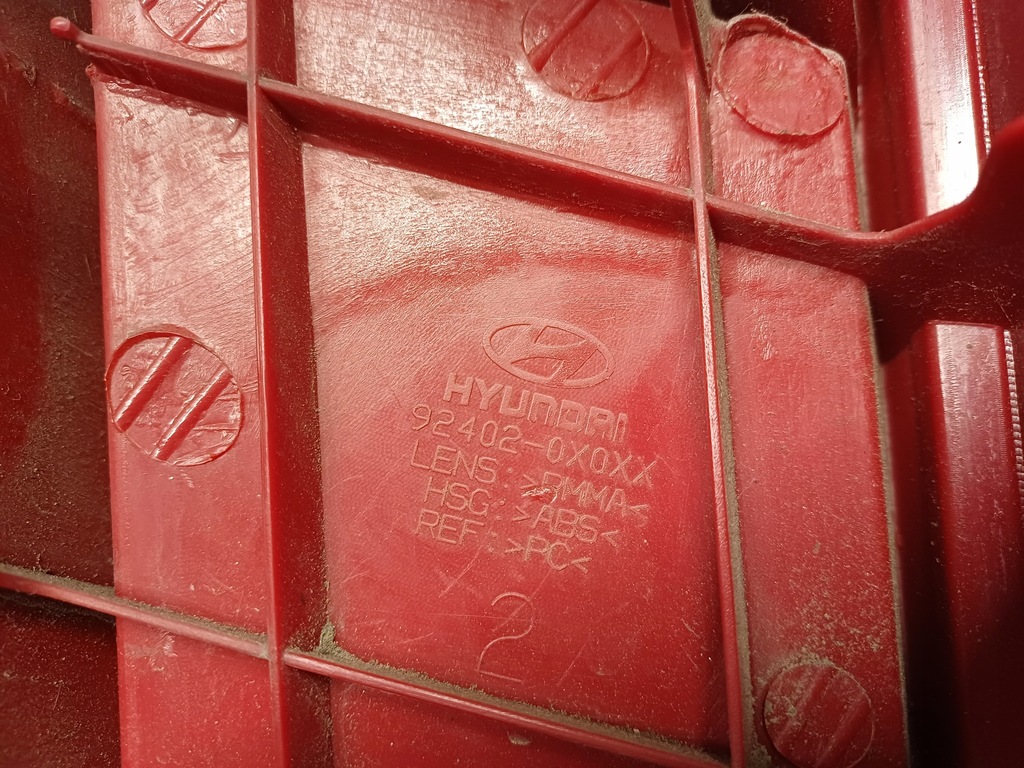 HYUNDAI
92402-0X0XX
LENS : >PMMA<
HSG : >ABS<
REF : >PC<
2